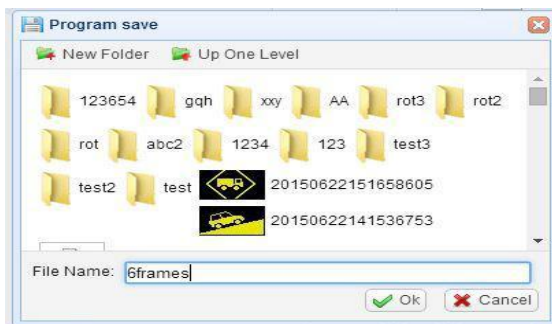 Program save
New Folder Up One Level
123654 gqh xxy AA rot3 rot2
rot abc2 1234 123 test3
test2 test 20150622151658605
20150622141536753
File Name: 6frames
Ok Cancel